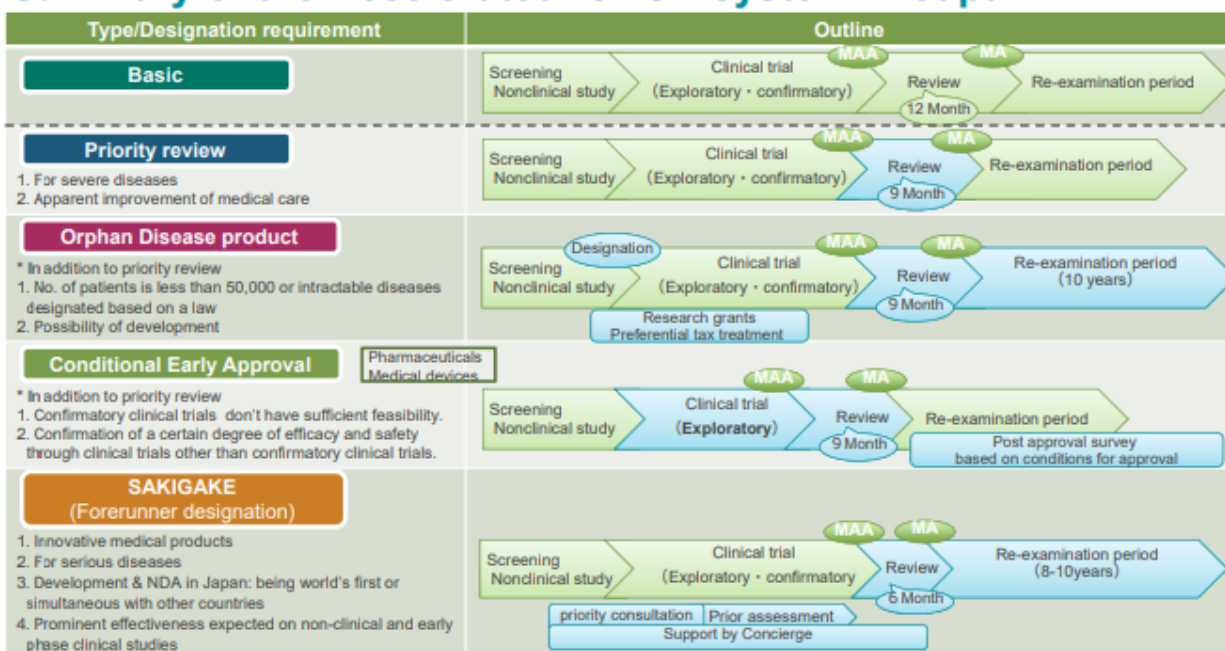 Type/Designation requirement
Outline
Basic
Screening
Nonclinical study
Clinical trial
(Exploratory・confirmatory)
MAA
Review
12 Month
MA
Re-examination period
Priority review
1. For severe diseases
2. Apparent improvement of medical care
Screening
Nonclinical study
Clinical trial
(Exploratory・confirmatory)
MAA
Review
9 Month
MA
Re-examination period
Orphan Disease product
* In addition to priority review
1. No. of patients is less than 50,000 or intractable diseases
designated based on a law
2. Possibility of development
Designation
Screening
Nonclinical study
Clinical trial
(Exploratory・confirmatory)
MAA
Review
9 Month
MA
Re-examination period
(10 years)
Research grants
Preferential tax treatment
Conditional Early Approval
Pharmaceuticals
Medical devices
* In addition to priority review
1. Confirmatory clinical trials don't have sufficient feasibility.
2. Confirmation of a certain degree of efficacy and safety
through clinical trials other than confirmatory clinical trials.
Screening
Nonclinical study
Clinical trial
(Exploratory)
MAA
Review
9 Month
MA
Re-examination period
Post approval survey
based on conditions for approval
SAKIGAKE
(Forerunner designation)
1. Innovative medical products
2. For serious diseases
3. Development & NDA in Japan: being world's first or
simultaneous with other countries
4. Prominent effectiveness expected on non-clinical and early
phase clinical studies
Screening
Nonclinical study
Clinical trial
(Exploratory・confirmatory
MAA
Review
6 Month
MA
Re-examination period
(8-10years)
priority consultation
Prior assessment
Support by Concierge